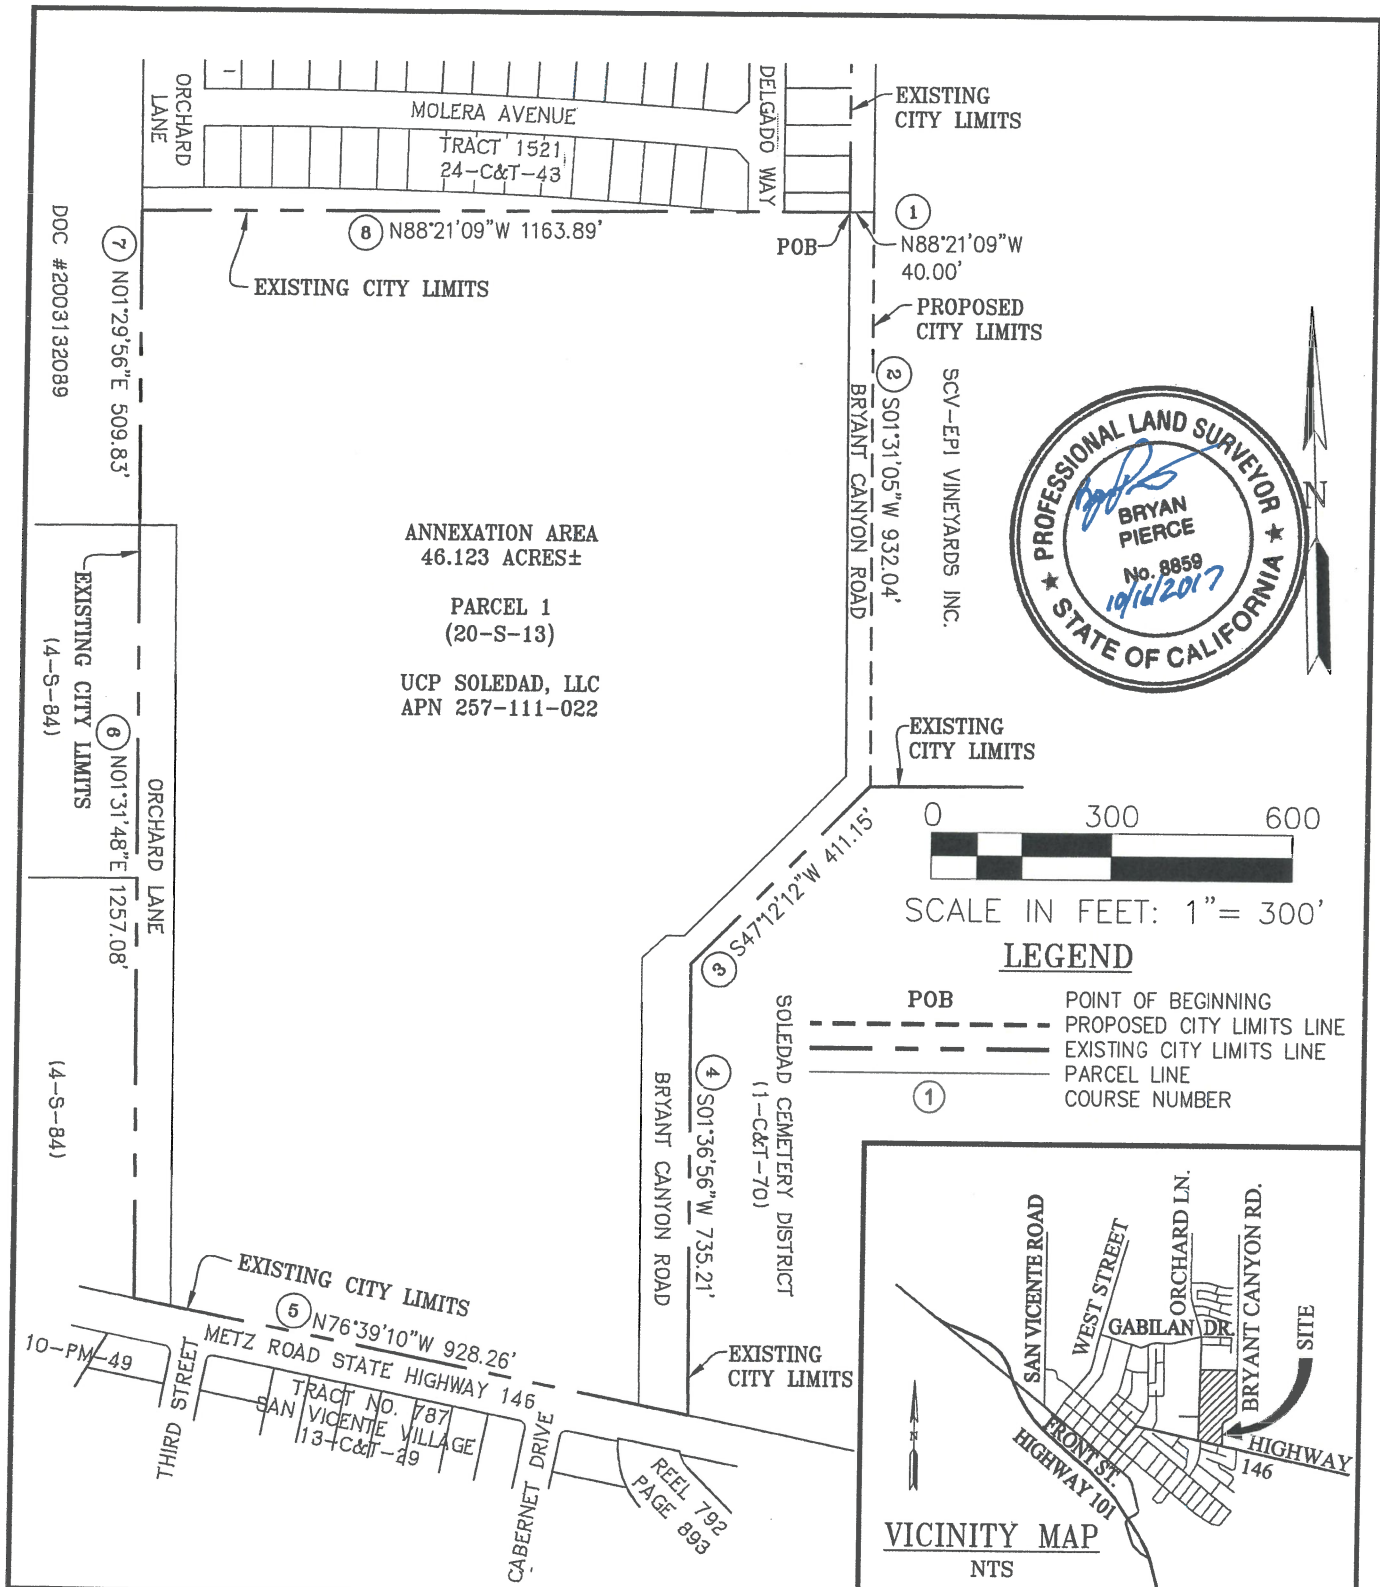 ORCHARD
LANE
MOLERA AVENUE
TRACT 1521
24-C&T-43
DELGADO WAY
EXISTING
CITY LIMITS
1
N88°21'09"W
40.00'
POB
8 N88°21'09"W 1163.89'
EXISTING CITY LIMITS
PROPOSED
CITY LIMITS
DOC #2003132089
7 N01°29'56"E 509.83'
2 S01°31'05"W 932.04'
BRYANT CANYON ROAD
SCV-EPI VINEYARDS INC.
PROFESSIONAL LAND SURVEYOR
BRYAN
PIERCE
No. 8859
10/16/2017
STATE OF CALIFORNIA
N
ANNEXATION AREA
46.123 ACRES±
PARCEL 1
(20-S-13)
UCP SOLEDAD, LLC
APN 257-111-022
EXISTING CITY LIMITS
(4-S-84)
6 N01°31'48"E 1257.08'
ORCHARD LANE
(4-S-84)
EXISTING
CITY LIMITS
3 S47°12'12"W 411.15'
0 300 600
SCALE IN FEET: 1"= 300'
LEGEND
POB POINT OF BEGINNING
PROPOSED CITY LIMITS LINE
EXISTING CITY LIMITS LINE
PARCEL LINE
1 COURSE NUMBER
4 S01°36'56"W 735.21'
BRYANT CANYON ROAD
SOLEDAD CEMETERY DISTRICT
(1-C&T-70)
EXISTING CITY LIMITS
5 N76°39'10"W 928.26'
METZ ROAD STATE HIGHWAY 146
EXISTING
CITY LIMITS
10-PM-49
THIRD STREET
TRACT NO. 787
SAN VICENTE VILLAGE
13-C&T-29
CABERNET DRIVE
REEL 792
PAGE 893
SAN VICENTE ROAD
WEST STREET
ORCHARD LN.
GABILAN DR.
BRYANT CANYON RD.
SITE
FRONT ST.
HIGHWAY 101
HIGHWAY
146
N
VICINITY MAP
NTS